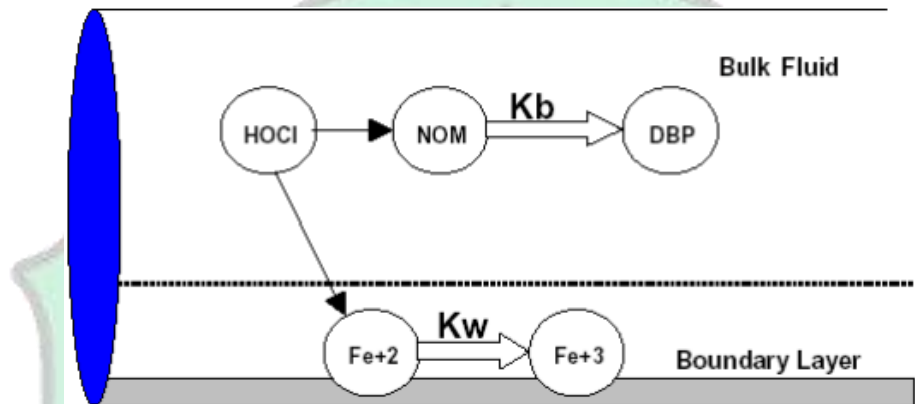 Bulk Fluid
HOCl
NOM
Kb
DBP
Fe+2
Kw
Fe+3
Boundary Layer